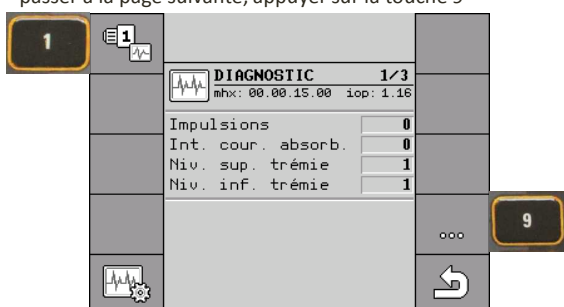 passer à la page suivante, appuyer sur la touche 9
1
1
DIAGNOSTIC 1/3
mhx: 00.00.15.00 iop: 1.16
Impulsions 0
Int. cour. absorb. 0
Niv. sup. trémie 1
Niv. inf. trémie 1
9